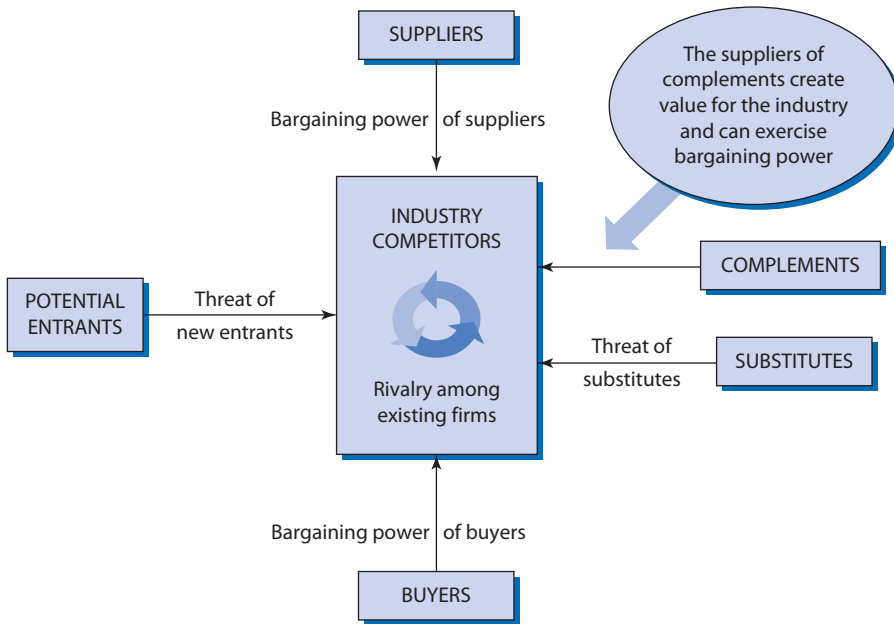 SUPPLIERS
The suppliers of
complements create
value for the industry
and can exercise
bargaining power
Bargaining power of suppliers
INDUSTRY
COMPETITORS
COMPLEMENTS
POTENTIAL
ENTRANTS
Threat of
new entrants
Threat of
substitutes
SUBSTITUTES
Rivalry among
existing firms
Bargaining power of buyers
BUYERS